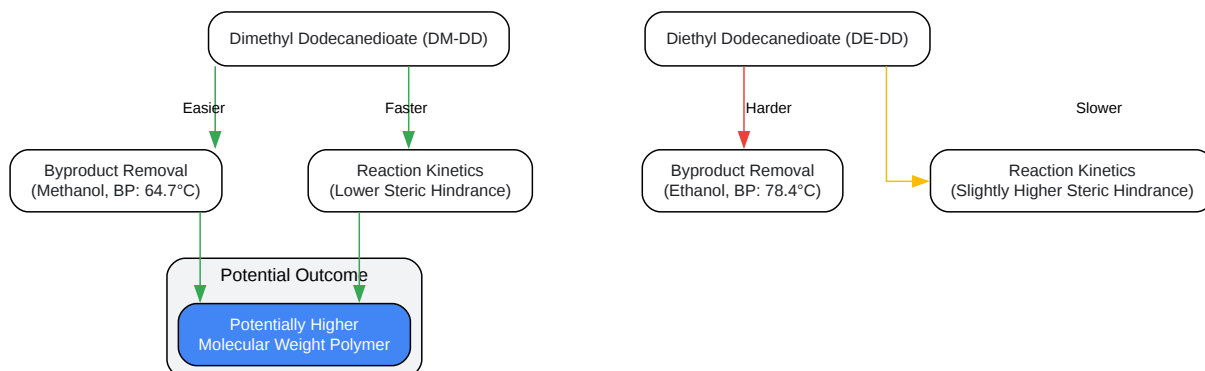 Dimethyl Dodecanedioate (DM-DD)
Diethyl Dodecanedioate (DE-DD)
Easier
Faster
Harder
Slower
Byproduct Removal
(Methanol, BP: 64.7°C)
Reaction Kinetics
(Lower Steric Hindrance)
Byproduct Removal
(Ethanol, BP: 78.4°C)
Reaction Kinetics
(Slightly Higher Steric Hindrance)
Potential Outcome
Potentially Higher
Molecular Weight Polymer